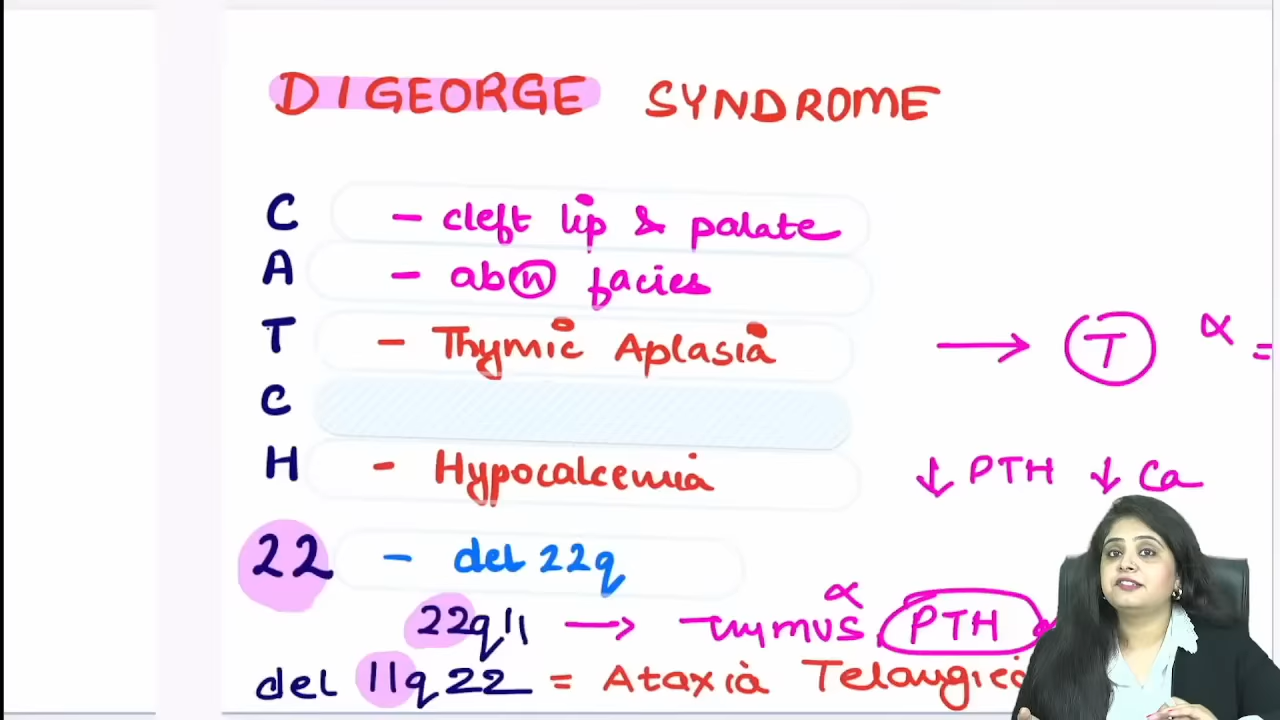 DIGEORGE SYNDROME
C - cleft lip & palate
A - abn facies
T - Thymic Aplasia → T α =
C
H - Hypocalcemia ↓ PTH ↓ Ca
22 - del 22q
22q11 → Thymus α, PTH
del 11q22 = Ataxia